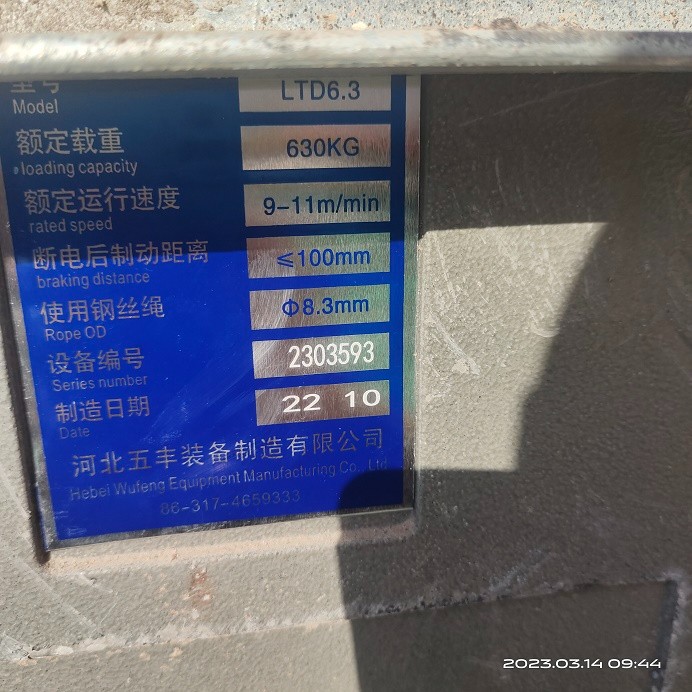 型号 LTD6.3
Model
额定载重 630KG
loading capacity
额定运行速度 9-11m/min
rated speed
断电后制动距离 ≤100mm
braking distance
使用钢丝绳 Φ8.3mm
Rope OD
设备编号 2303593
Series number
制造日期 22 10
Date
河北五丰装备制造有限公司
Hebei Wufeng Equipment Manufacturing Co., Ltd
86-317-4659333
2023.03.14 09:44